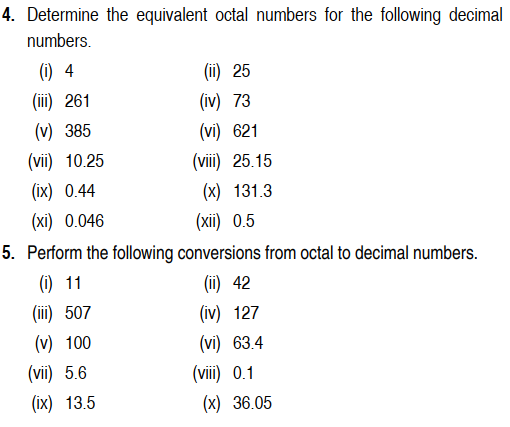 4. Determine the equivalent octal numbers for the following decimal
numbers.
(i) 4 (ii) 25
(iii) 261 (iv) 73
(v) 385 (vi) 621
(vii) 10.25 (viii) 25.15
(ix) 0.44 (x) 131.3
(xi) 0.046 (xii) 0.5
5. Perform the following conversions from octal to decimal numbers.
(i) 11 (ii) 42
(iii) 507 (iv) 127
(v) 100 (vi) 63.4
(vii) 5.6 (viii) 0.1
(ix) 13.5 (x) 36.05